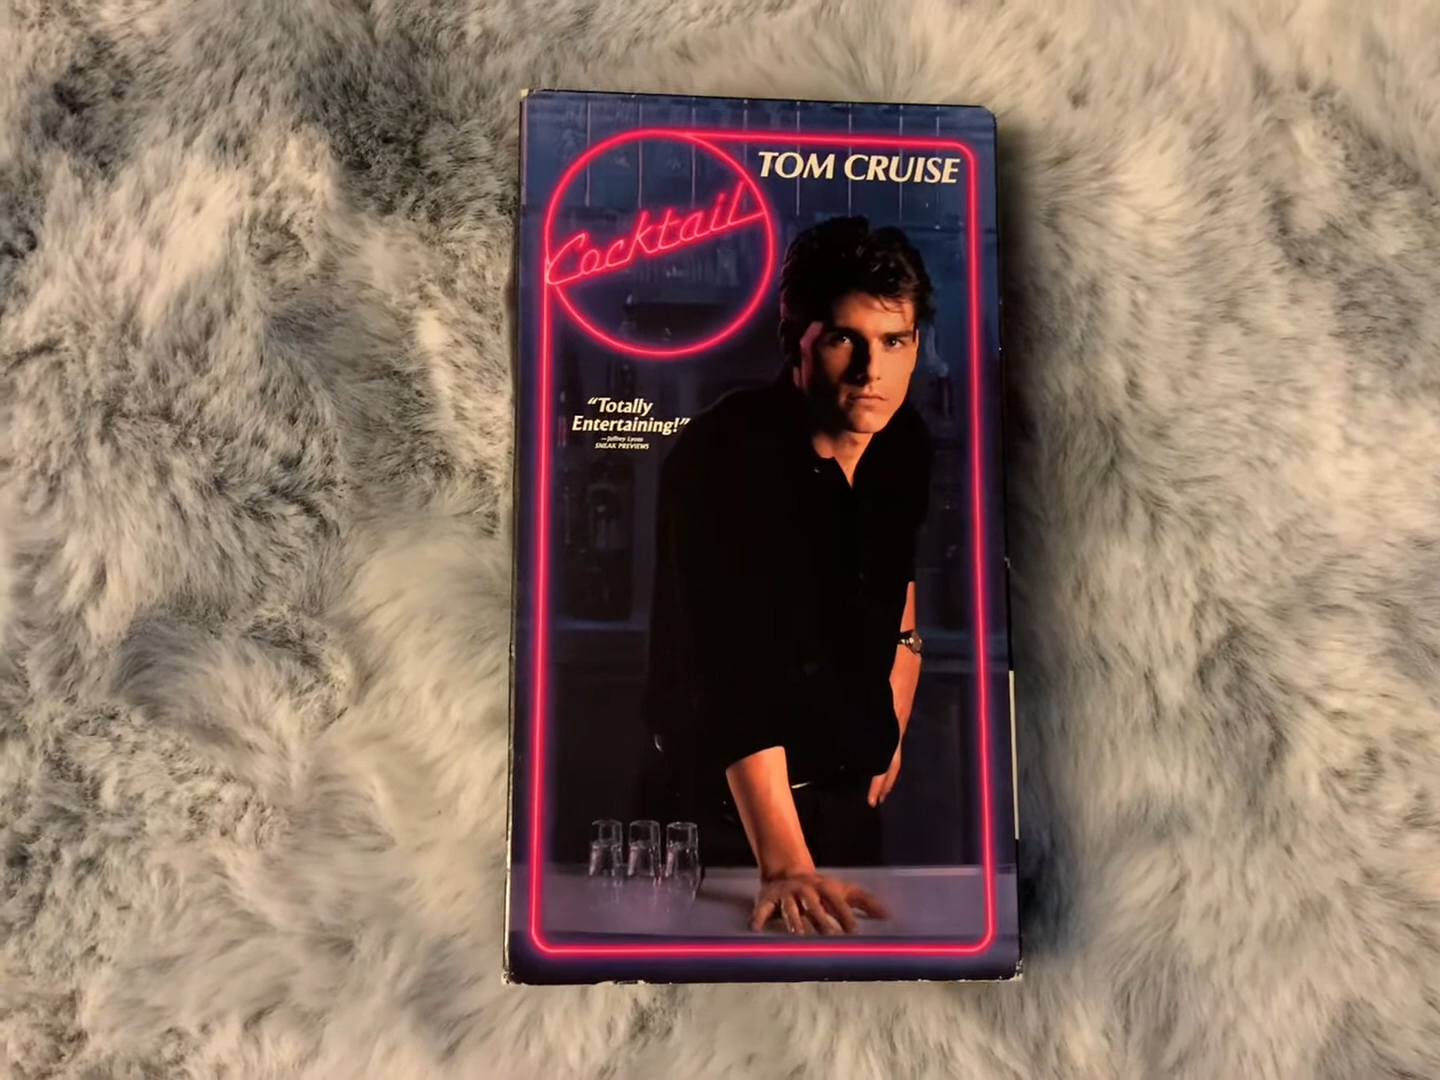 TOM CRUISE
Cocktail
“Totally
Entertaining!”
—Jeffrey Lyons
SNEAK PREVIEWS